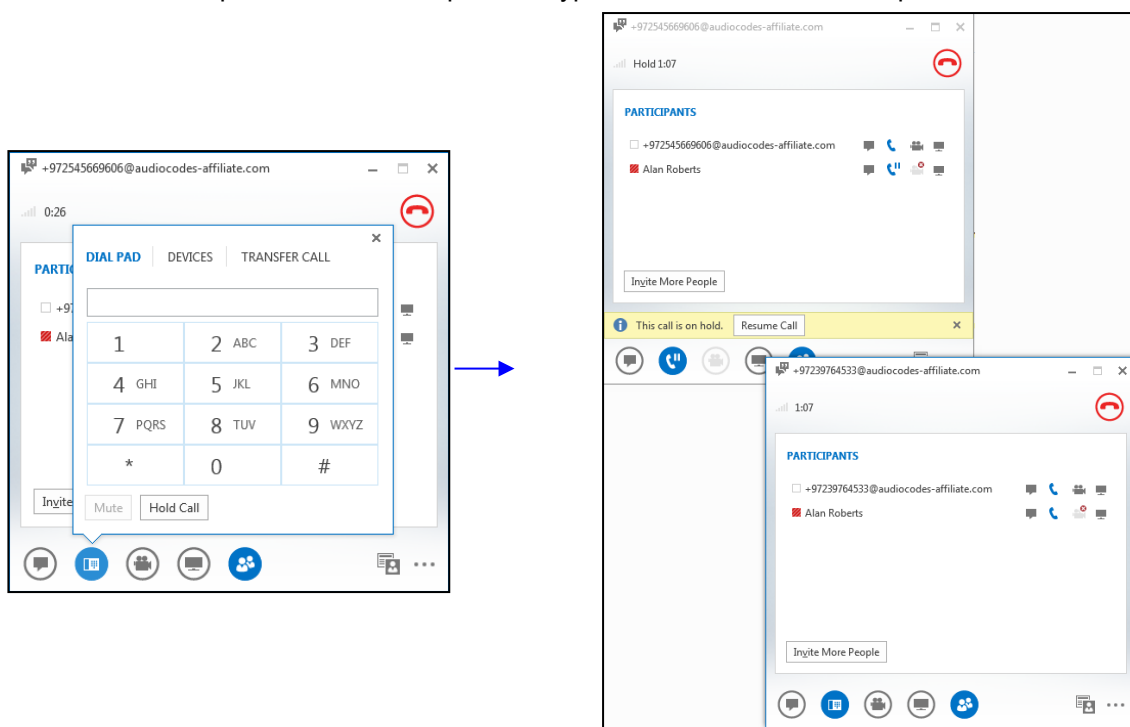 +972545669606@audiocodes-affiliate.com
0:26
DIAL PAD DEVICES TRANSFER CALL
PARTIC
+97
Ala
1 2 ABC 3 DEF
4 GHI 5 JKL 6 MNO
7 PQRS 8 TUV 9 WXYZ
* 0 #
Invite
Mute Hold Call
+972545669606@audiocodes-affiliate.com
Hold 1:07
PARTICIPANTS
+972545669606@audiocodes-affiliate.com
Alan Roberts
Invite More People
This call is on hold. Resume Call
+97239764533@audiocodes-affiliate.com
1:07
PARTICIPANTS
+97239764533@audiocodes-affiliate.com
Alan Roberts
Invite More People